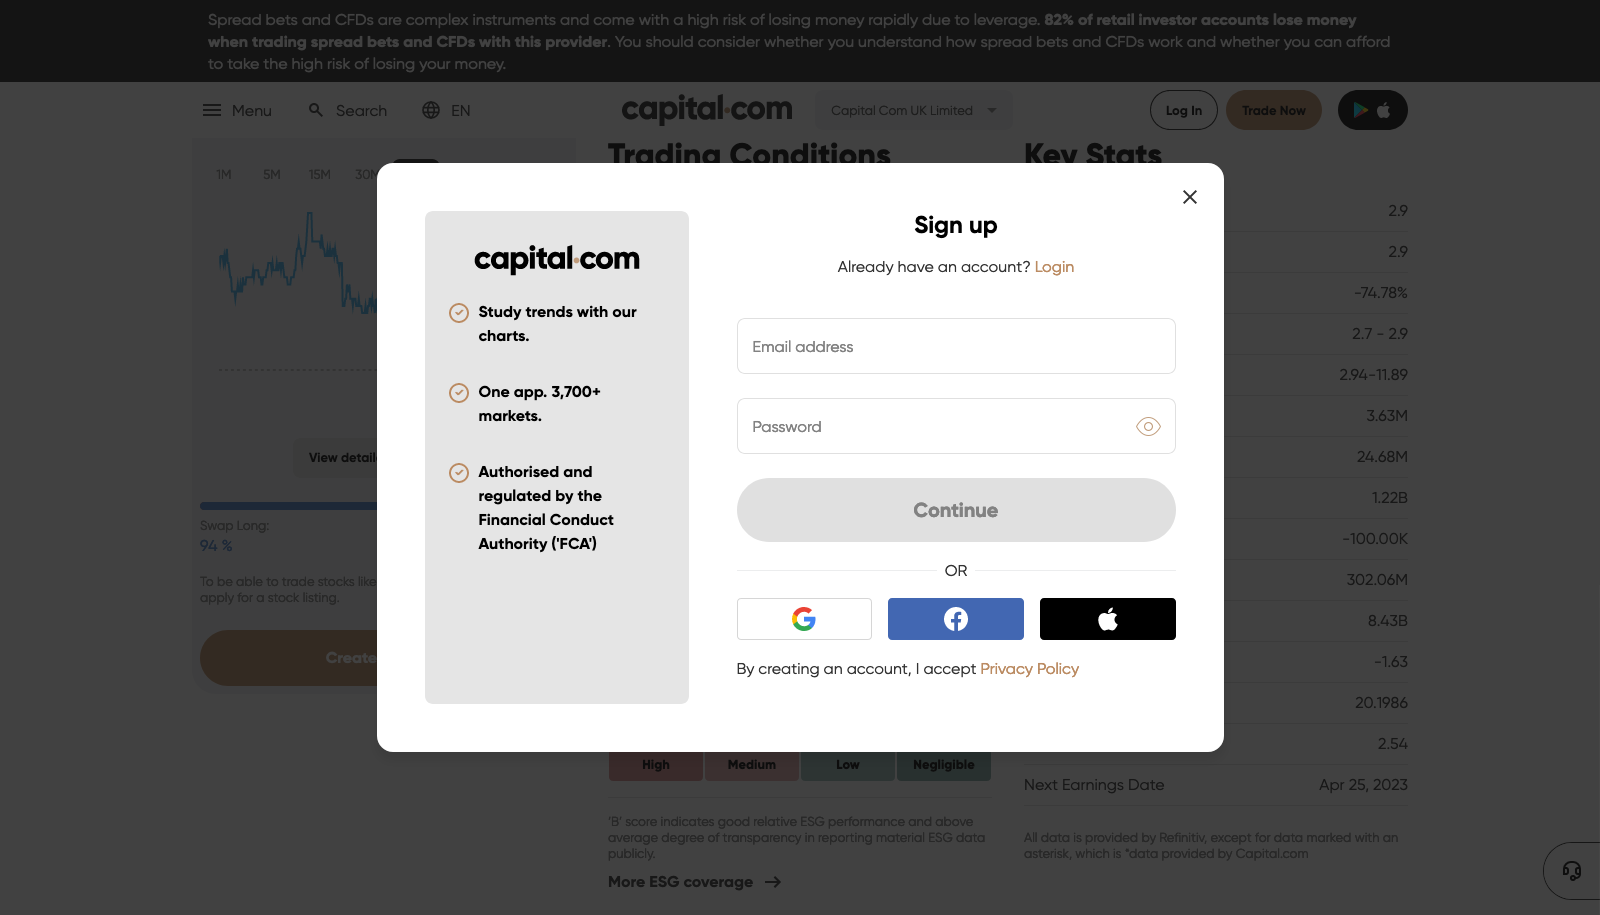 Spread bets and CFDs are complex instruments and come with a high risk of losing money rapidly due to leverage. 82% of retail investor accounts lose money
when trading spread bets and CFDs with this provider. You should consider whether you understand how spread bets and CFDs work and whether you can afford
to take the high risk of losing your money.
Menu
Search
EN
capital.com
Capital Com UK Limited
Log In
Trade Now
Trading Conditions
Key Stats
1M
5M
15M
2.9
2.9
-74.78%
2.7 - 2.9
2.94-11.89
3.63M
24.68M
1.22B
-100.00K
302.06M
8.43B
-1.63
20.1986
2.54
Next Earnings Date
Apr 25, 2023
View
Swap Long:
94 %
To be able to trade stocks like
apply for a stock listing.
Create
capital.com
Study trends with our
charts.
One app. 3,700+
markets.
Authorised and
regulated by the
Financial Conduct
Authority ('FCA')
Sign up
Already have an account? Login
Email address
Password
Continue
OR
By creating an account, I accept Privacy Policy
High
Medium
Low
Negligible
'B' score indicates good relative ESG performance and above
average degree of transparency in reporting material ESG data
publicly.
More ESG coverage
All data is provided by Refinitiv, except for data marked with an
asterisk, which is *data provided by Capital.com